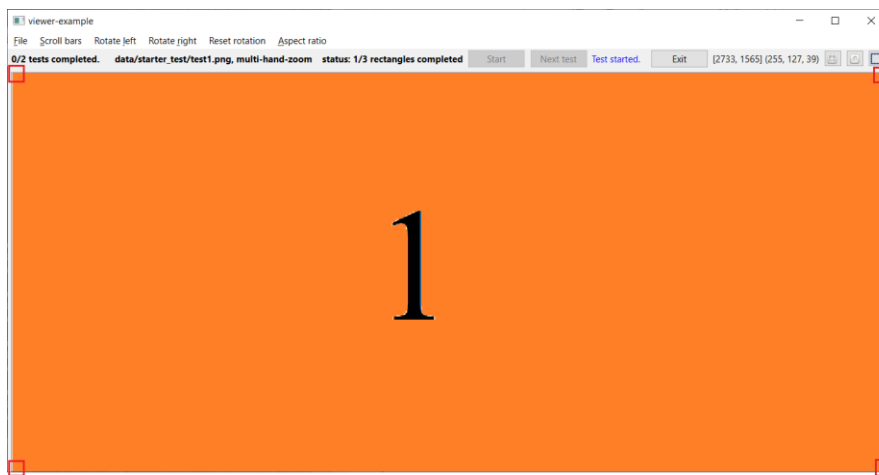 viewer-example
File Scroll bars Rotate left Rotate right Reset rotation Aspect ratio
0/2 tests completed. data/starter_test/test1.png, multi-hand-zoom status: 1/3 rectangles completed Start Next test Test started. Exit [2733, 1565] (255, 127, 39)
1